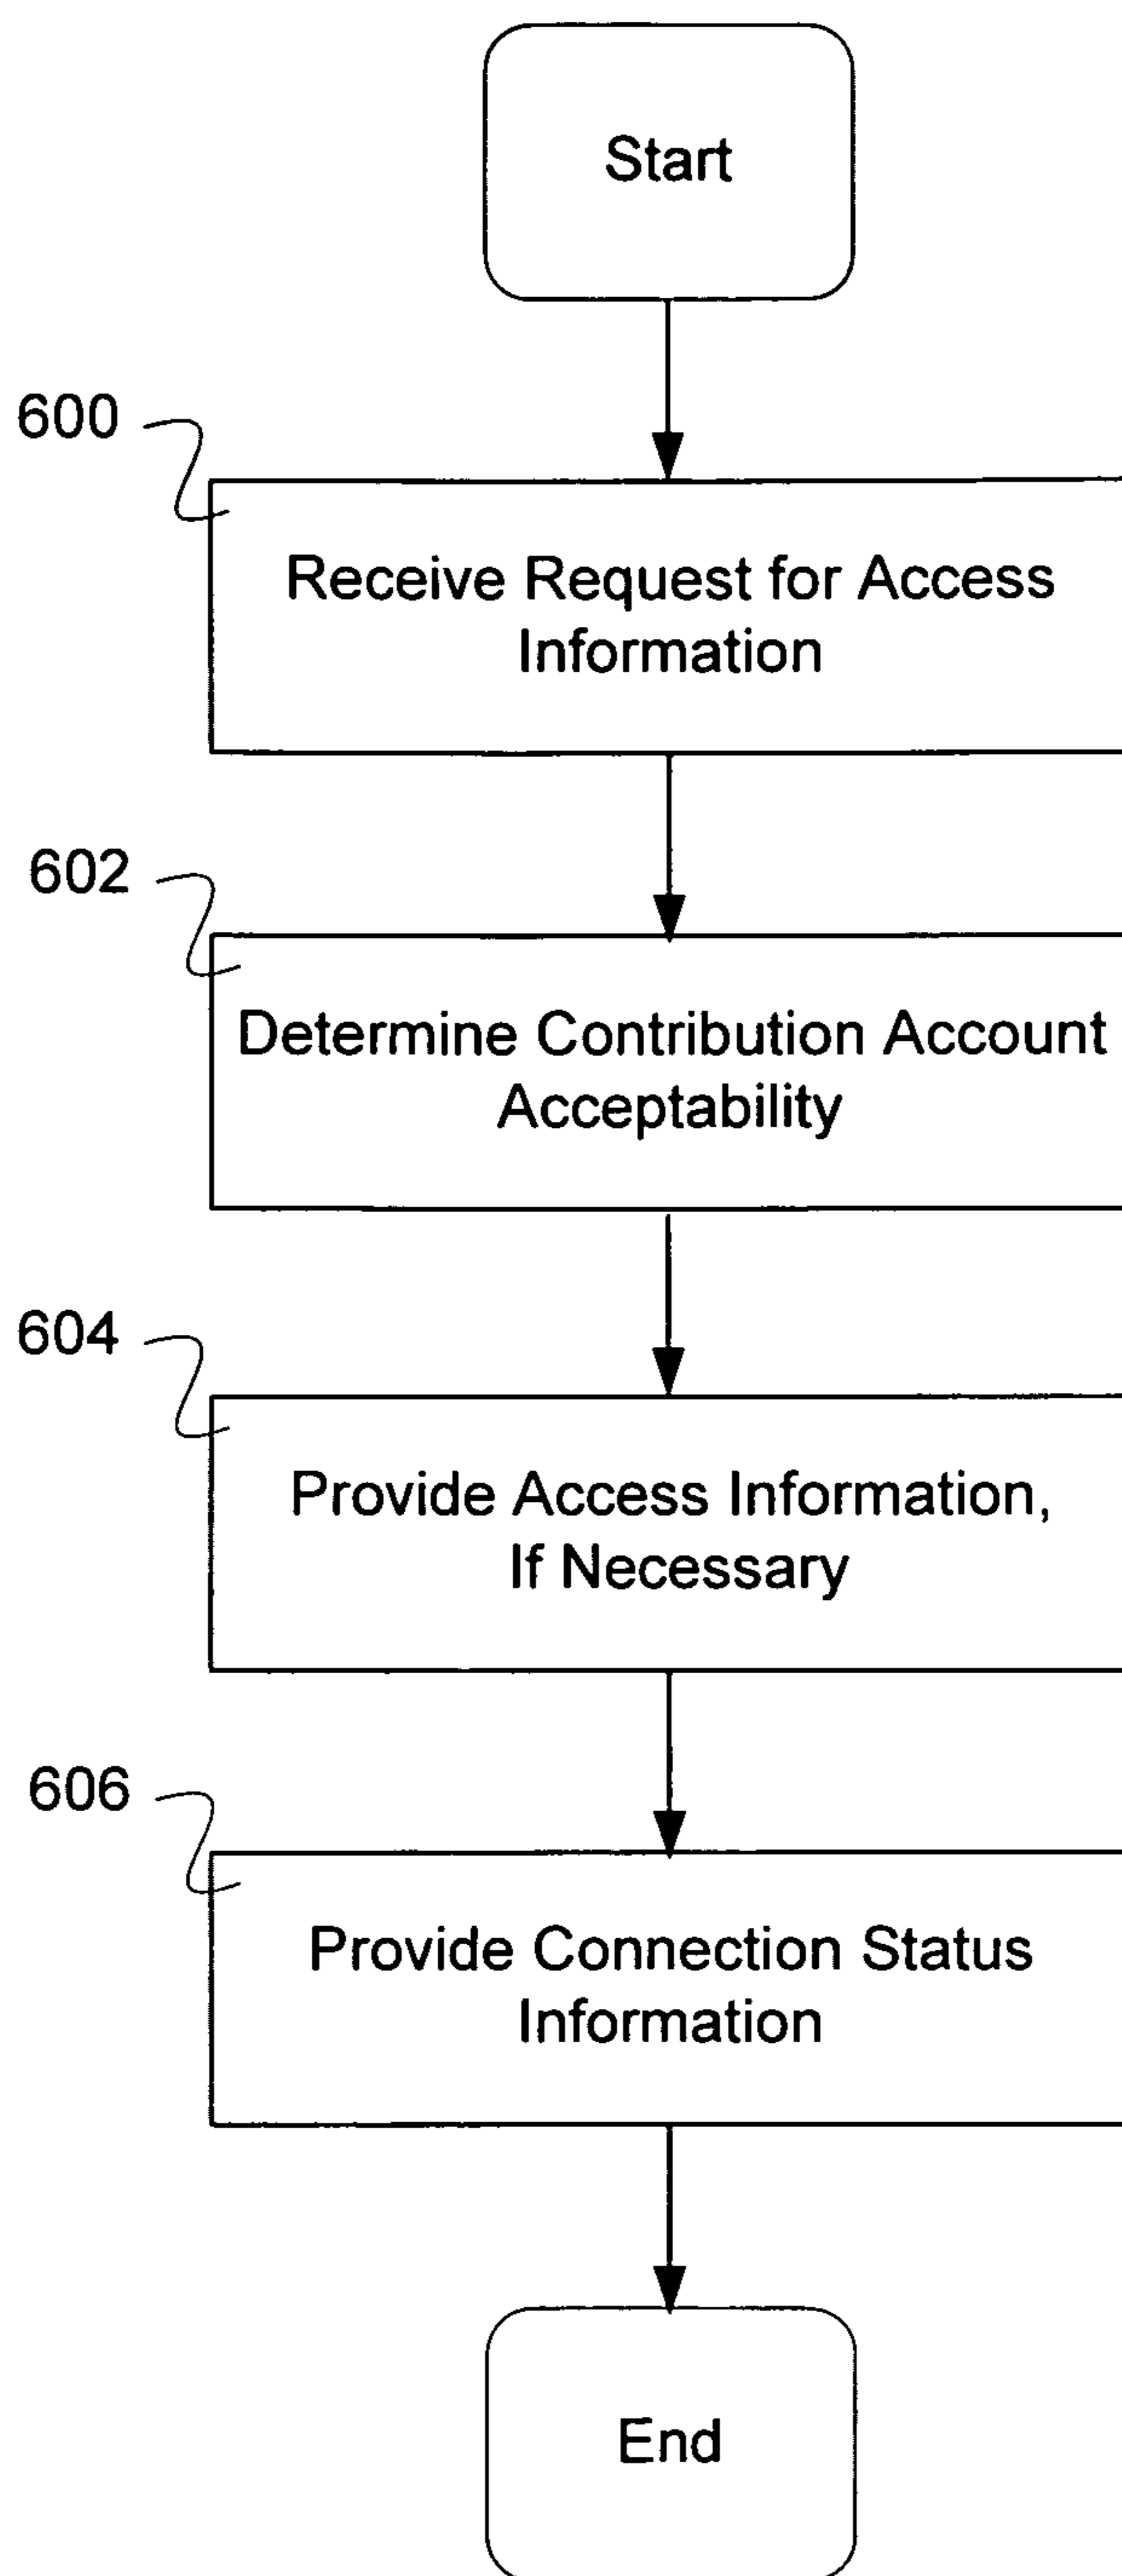 Start
600
Receive Request for Access
Information
602
Determine Contribution Account
Acceptability
604
Provide Access Information,
If Necessary
606
Provide Connection Status
Information
End